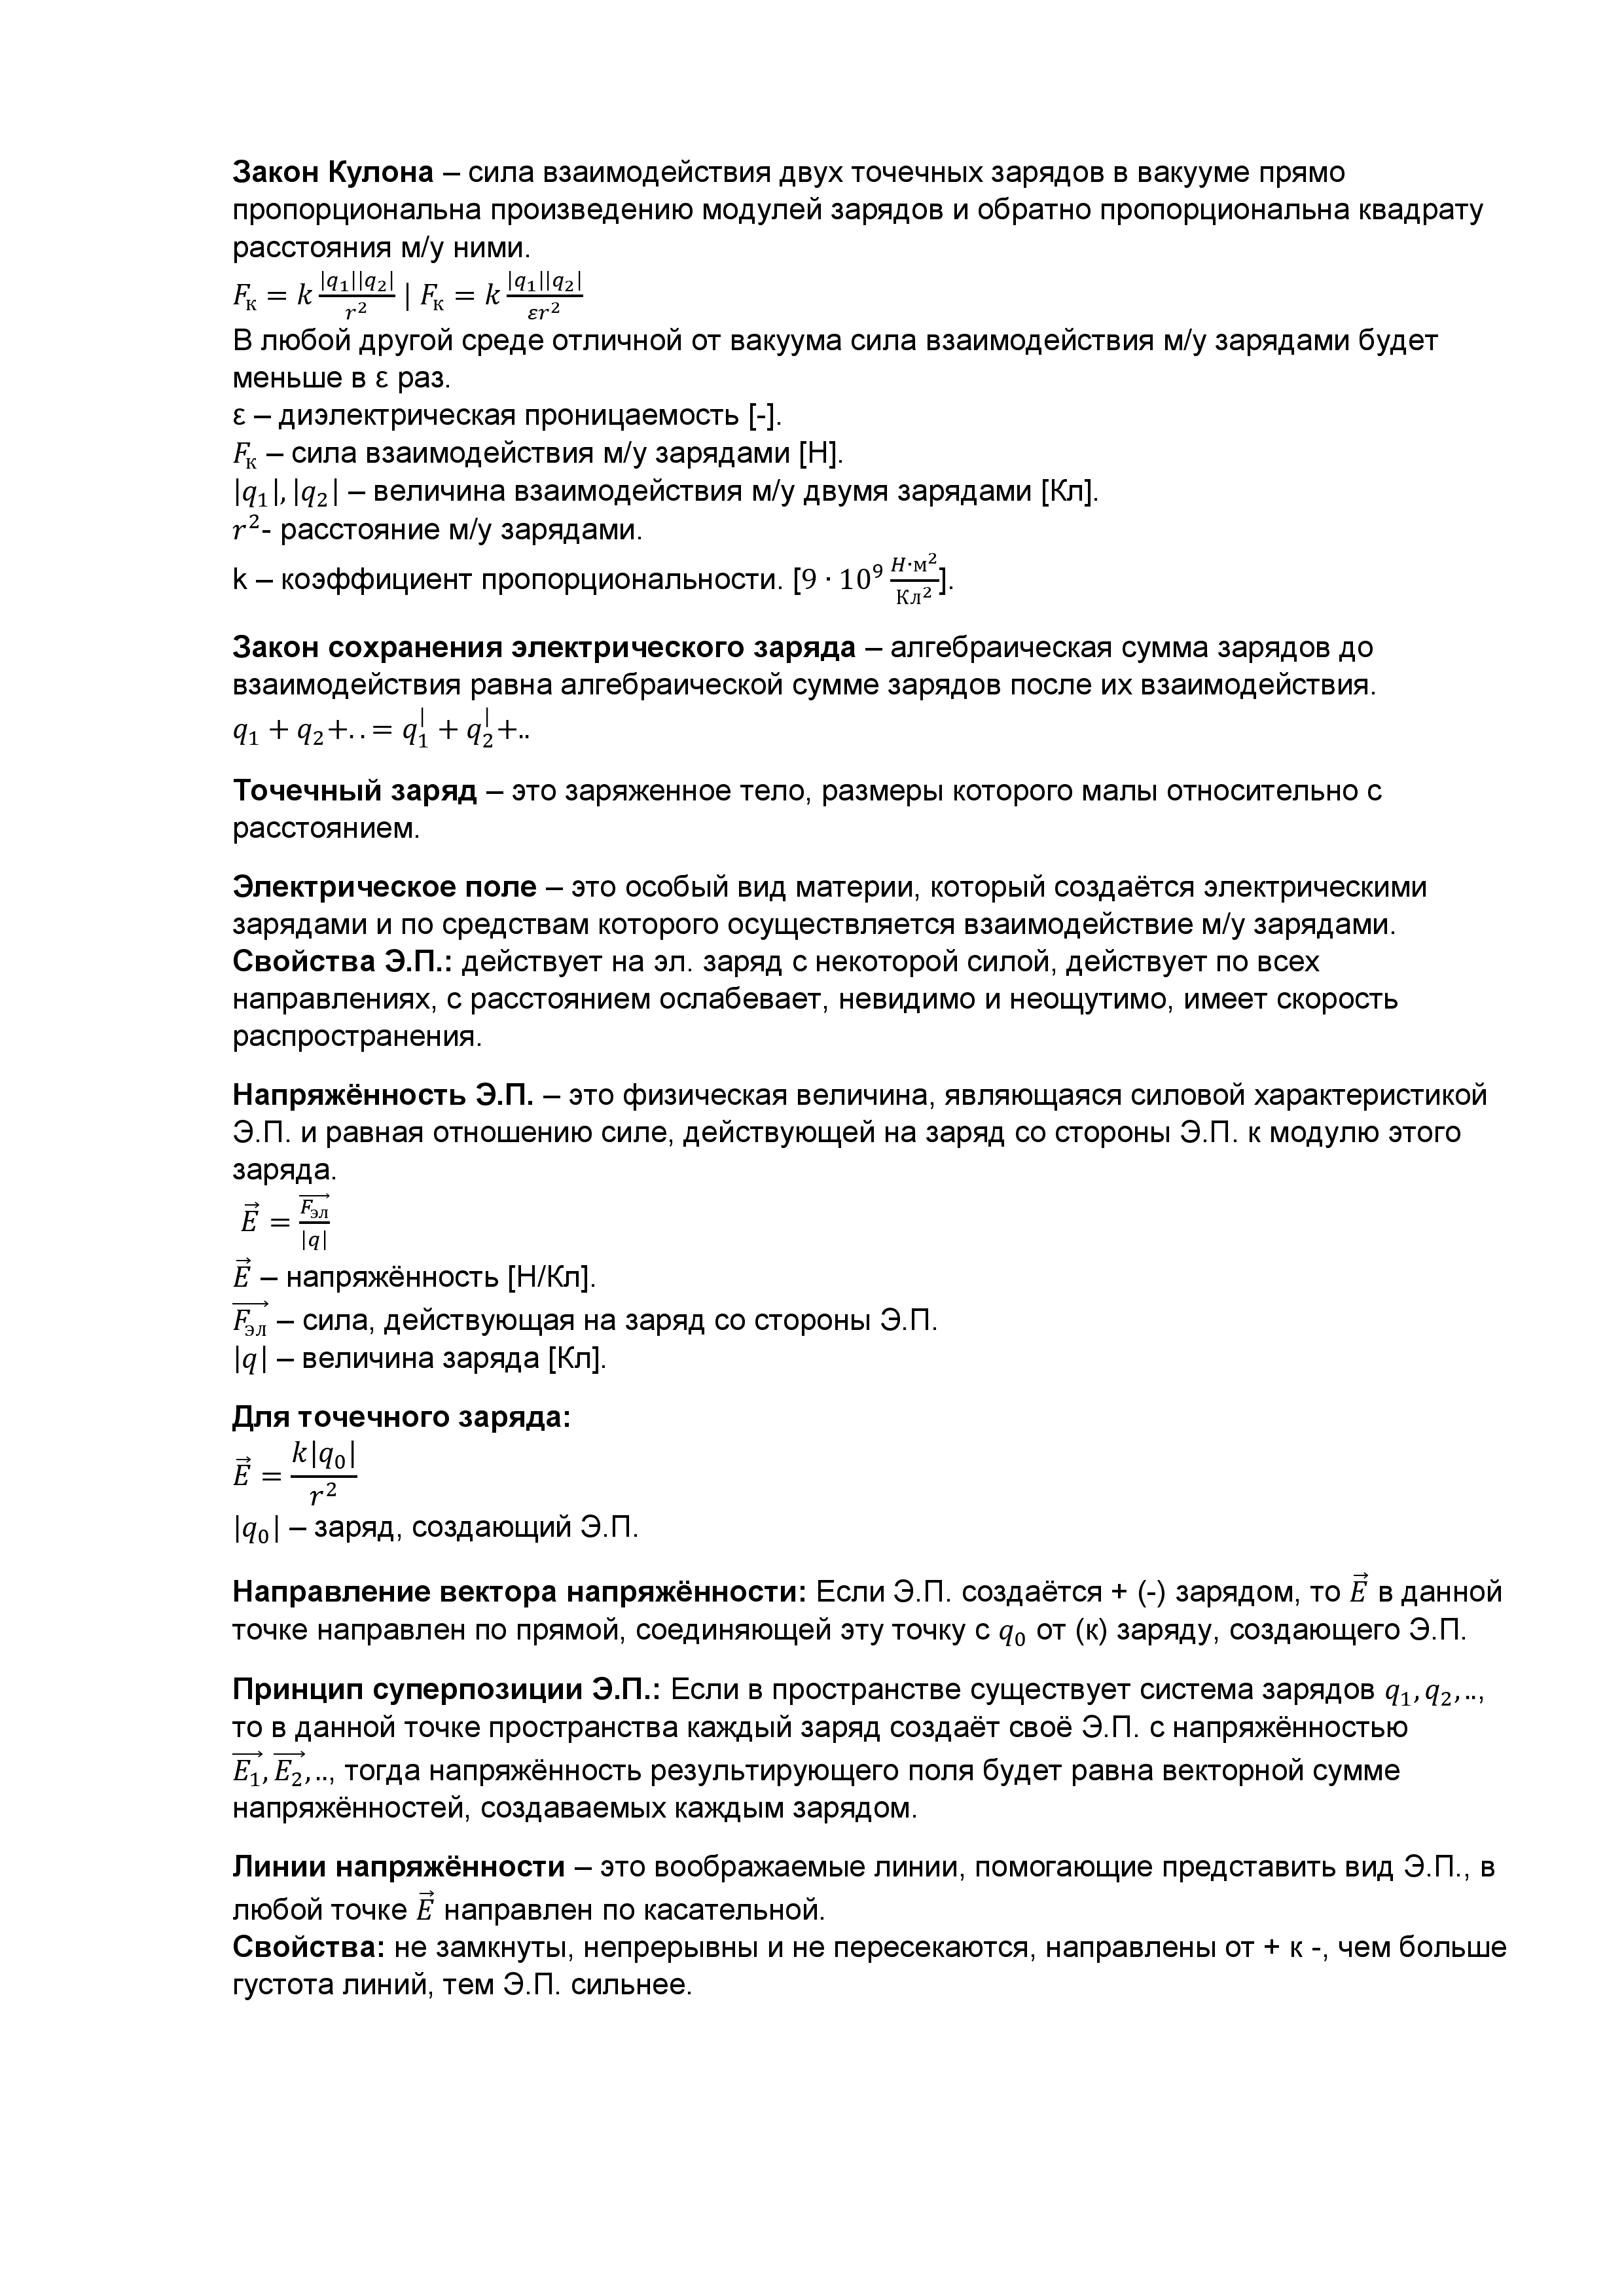 Закон Кулона – сила взаимодействия двух точечных зарядов в вакууме прямо
пропорциональна произведению модулей зарядов и обратно пропорциональна квадрату
расстояния м/у ними.
$F_к = k \frac{|q_1||q_2|}{r^2} | F_к = k \frac{|q_1||q_2|}{εr^2}$
В любой другой среде отличной от вакуума сила взаимодействия м/у зарядами будет
меньше в ε раз.
ε – диэлектрическая проницаемость [-].
$F_к$ – сила взаимодействия м/у зарядами [Н].
$|q_1|, |q_2|$ – величина взаимодействия м/у двумя зарядами [Кл].
$r^2$- расстояние м/у зарядами.
k – коэффициент пропорциональности. [$9 · 10^9 \frac{Н·м^2}{Кл^2}$].
Закон сохранения электрического заряда – алгебраическая сумма зарядов до
взаимодействия равна алгебраической сумме зарядов после их взаимодействия.
$q_1 + q_2 +.. = q_1^| + q_2^| +..$
Точечный заряд – это заряженное тело, размеры которого малы относительно с
расстоянием.
Электрическое поле – это особый вид материи, который создаётся электрическими
зарядами и по средствам которого осуществляется взаимодействие м/у зарядами.
Свойства Э.П.: действует на эл. заряд с некоторой силой, действует по всех
направлениях, с расстоянием ослабевает, невидимо и неощутимо, имеет скорость
распространения.
Напряжённость Э.П. – это физическая величина, являющаяся силовой характеристикой
Э.П. и равная отношению силе, действующей на заряд со стороны Э.П. к модулю этого
заряда.
$\vec{E} = \frac{\overrightarrow{F_{эл}}}{|q|}$
$\vec{E}$ – напряжённость [Н/Кл].
$\overrightarrow{F_{эл}}$ – сила, действующая на заряд со стороны Э.П.
$|q|$ – величина заряда [Кл].
Для точечного заряда:
$\vec{E} = \frac{k|q_0|}{r^2}$
$|q_0|$ – заряд, создающий Э.П.
Направление вектора напряжённости: Если Э.П. создаётся + (-) зарядом, то $\vec{E}$ в данной
точке направлен по прямой, соединяющей эту точку с $q_0$ от (к) заряду, создающего Э.П.
Принцип суперпозиции Э.П.: Если в пространстве существует система зарядов $q_1, q_2, ..$,
то в данной точке пространства каждый заряд создаёт своё Э.П. с напряжённостью
$\overrightarrow{E_1}, \overrightarrow{E_2}, ..$, тогда напряжённость результирующего поля будет равна векторной сумме
напряжённостей, создаваемых каждым зарядом.
Линии напряжённости – это воображаемые линии, помогающие представить вид Э.П., в
любой точке $\vec{E}$ направлен по касательной.
Свойства: не замкнуты, непрерывны и не пересекаются, направлены от + к -, чем больше
густота линий, тем Э.П. сильнее.